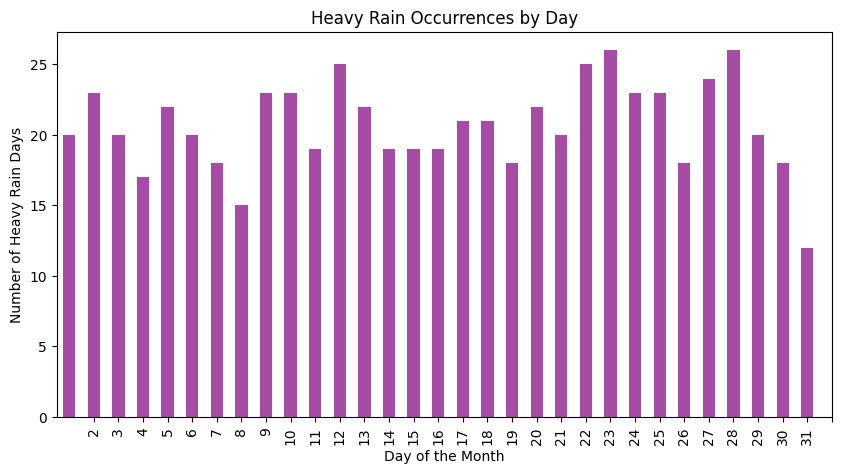 Heavy Rain Occurrences by Day
Number of Heavy Rain Days
25
20
15
10
5
0
2 3 4 5 6 7 8 9 10 11 12 13 14 15 16 17 18 19 20 21 22 23 24 25 26 27 28 29 30 31
Day of the Month